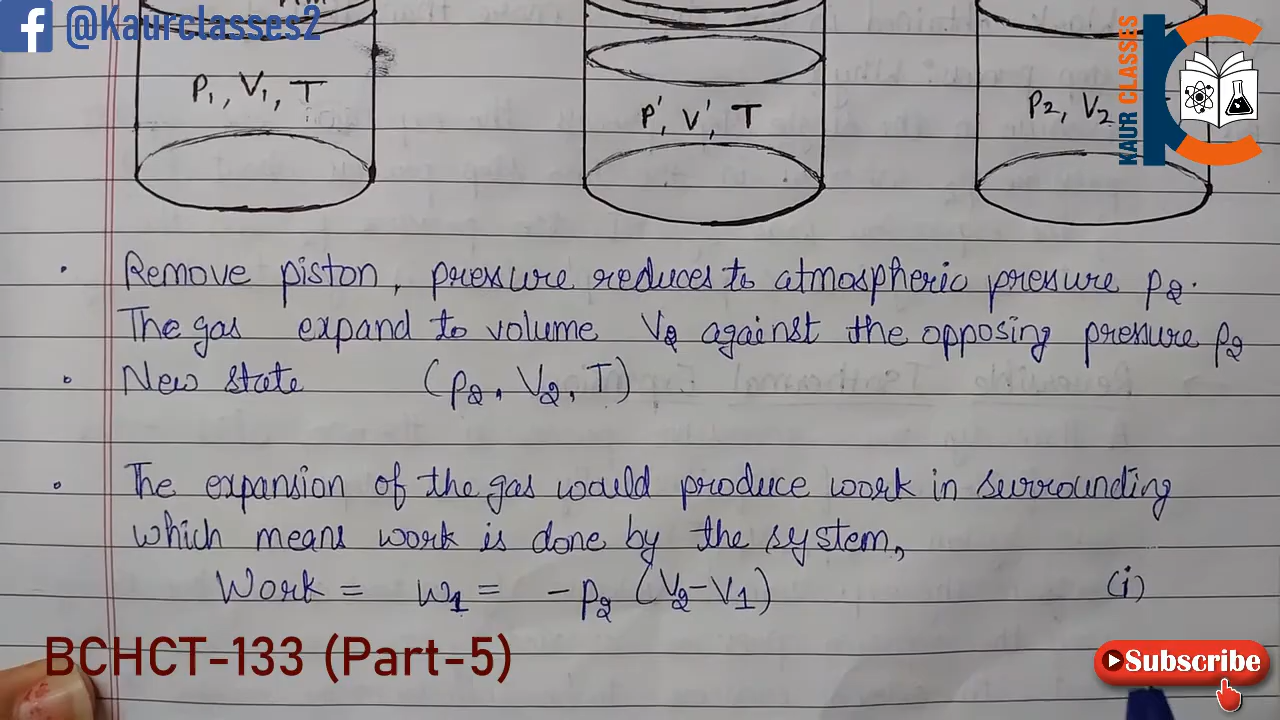 @Kaurclasses2
P1, V1, T
P', V', T
P2, V2
KAUR CLASSES
Remove piston, pressure reduces to atmospheric pressure p2.
The gas expand to volume V2 against the opposing pressure p2
New state (p2, V2, T)
The expansion of the gas would produce work in surrounding
which means work is done by the system,
Work = w1 = -p2 (V2-V1) (i)
BCHCT-133 (Part-5)
Subscribe